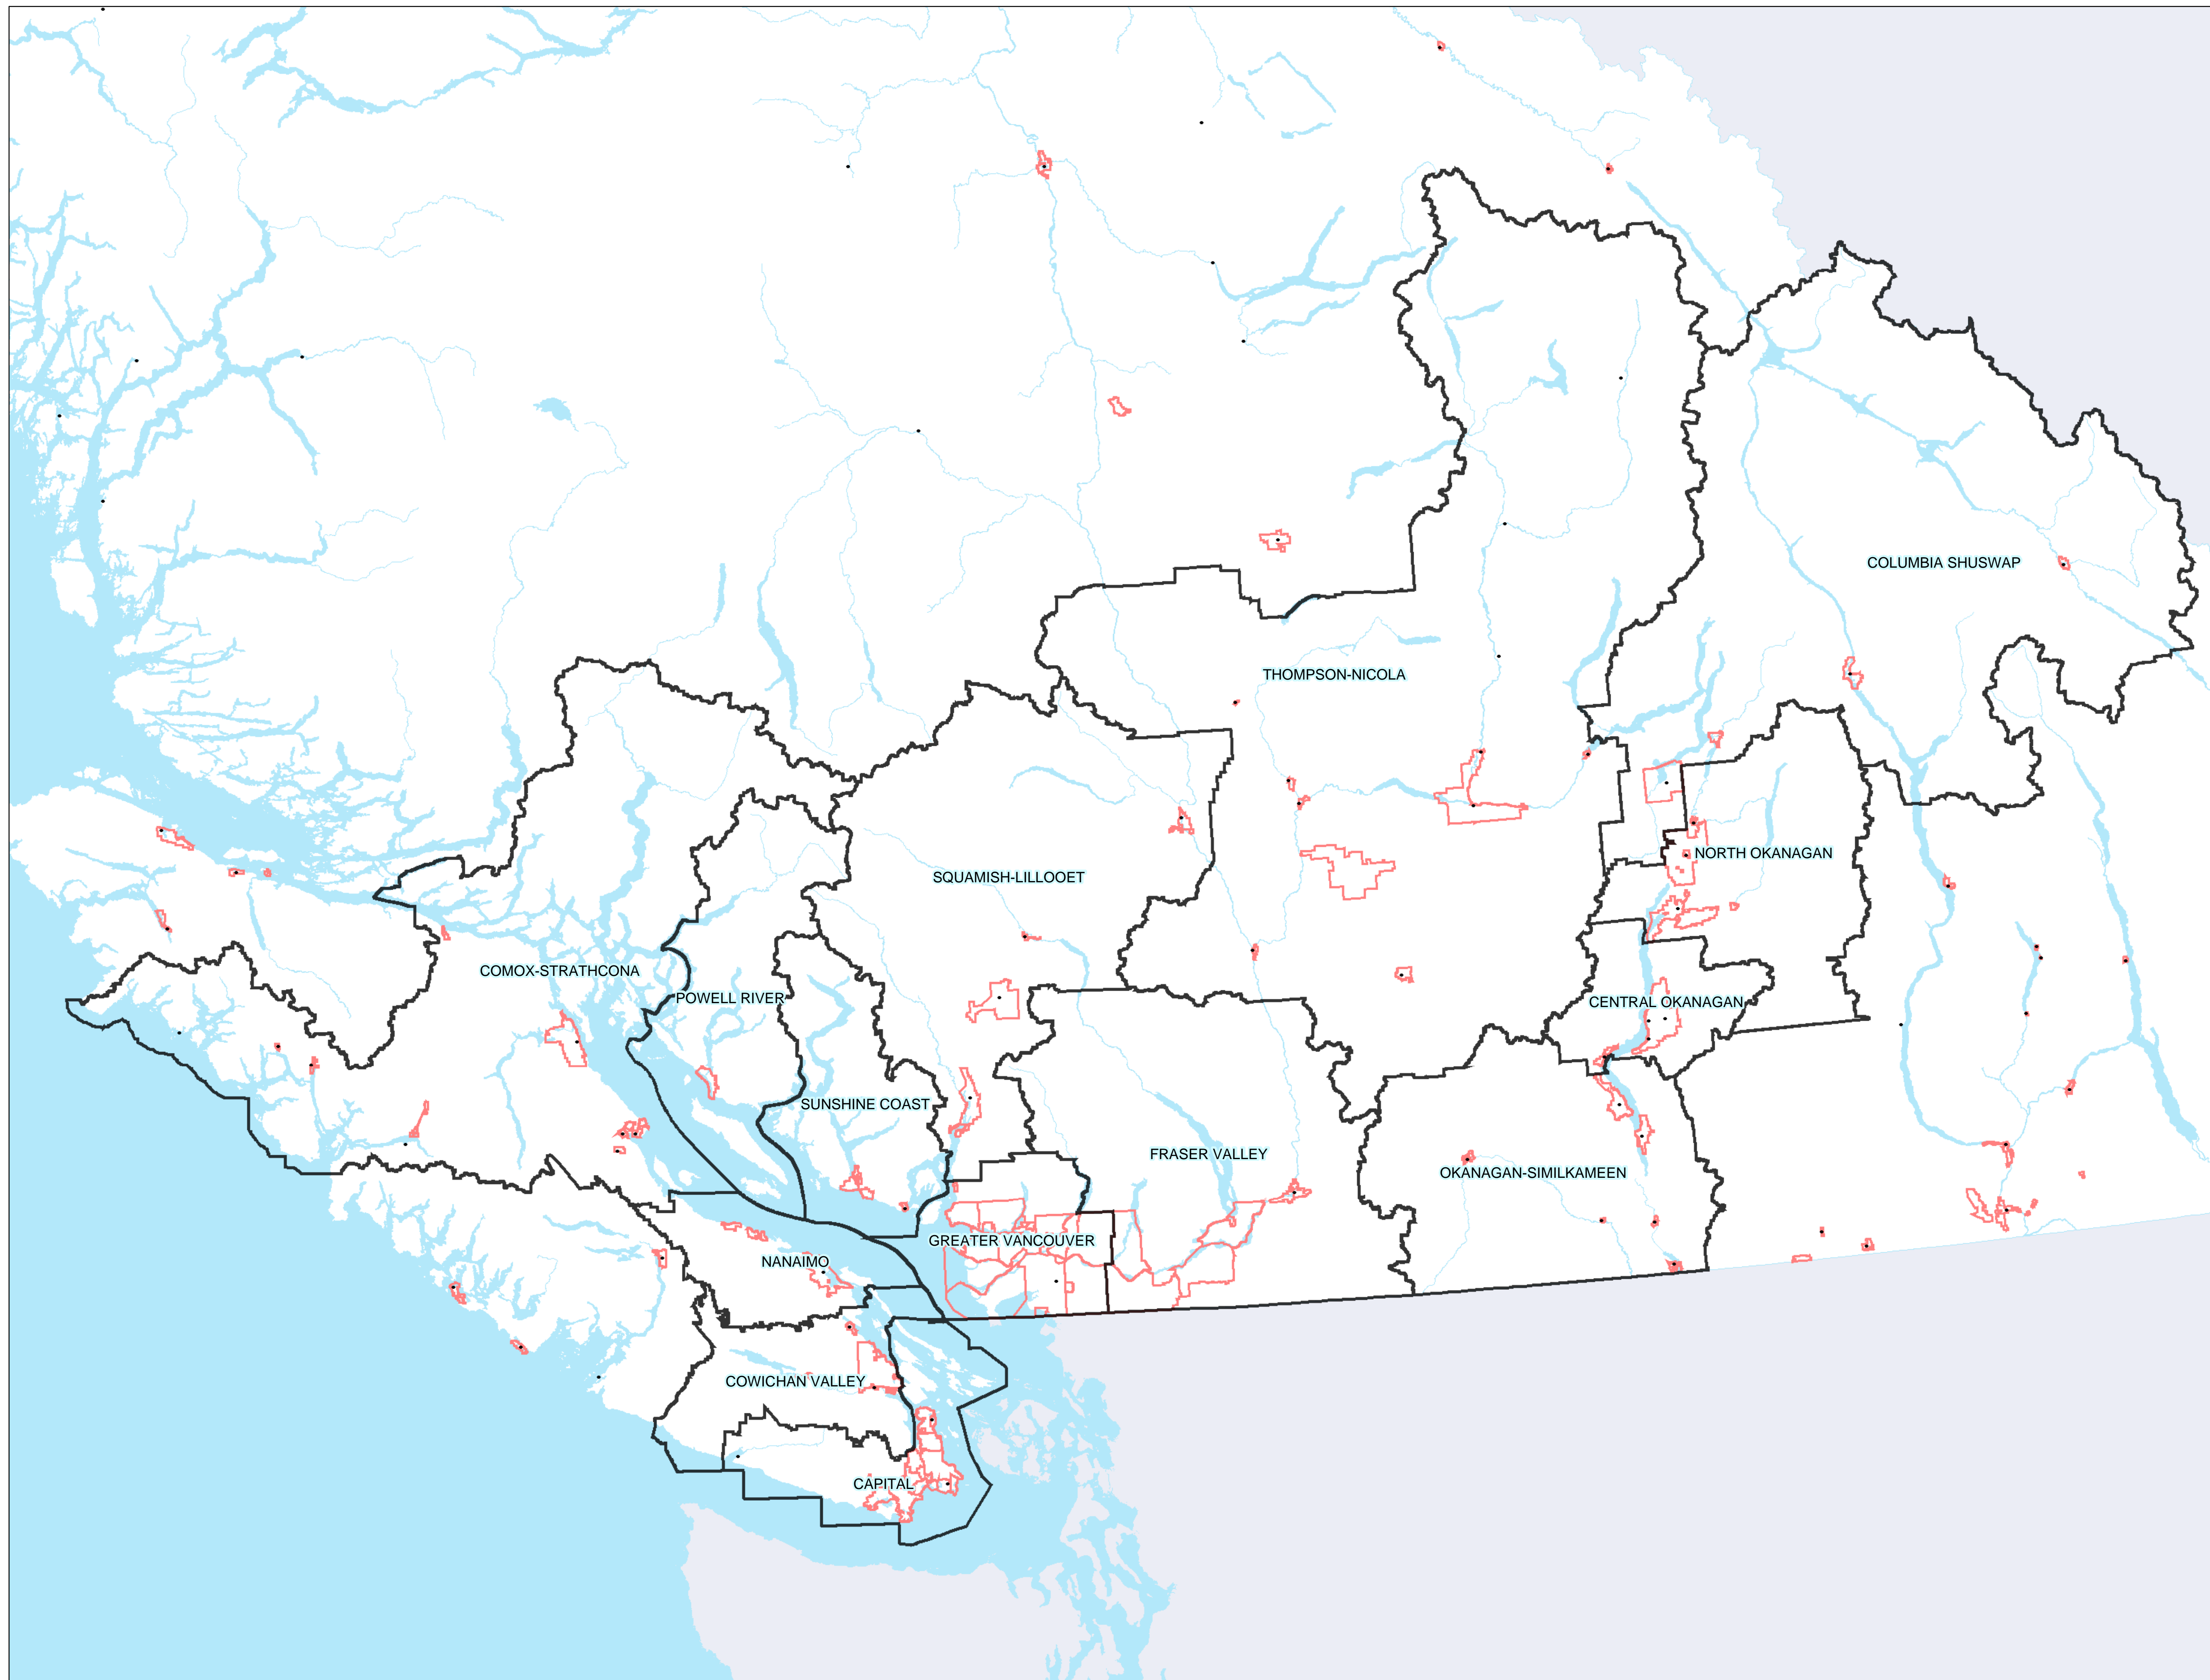 COLUMBIA SHUSWAP
THOMPSON-NICOLA
NORTH OKANAGAN
SQUAMISH-LILLOOET
COMOX-STRATHCONA
POWELL RIVER
CENTRAL OKANAGAN
SUNSHINE COAST
FRASER VALLEY
OKANAGAN-SIMILKAMEEN
GREATER VANCOUVER
NANAIMO
COWICHAN VALLEY
CAPITAL